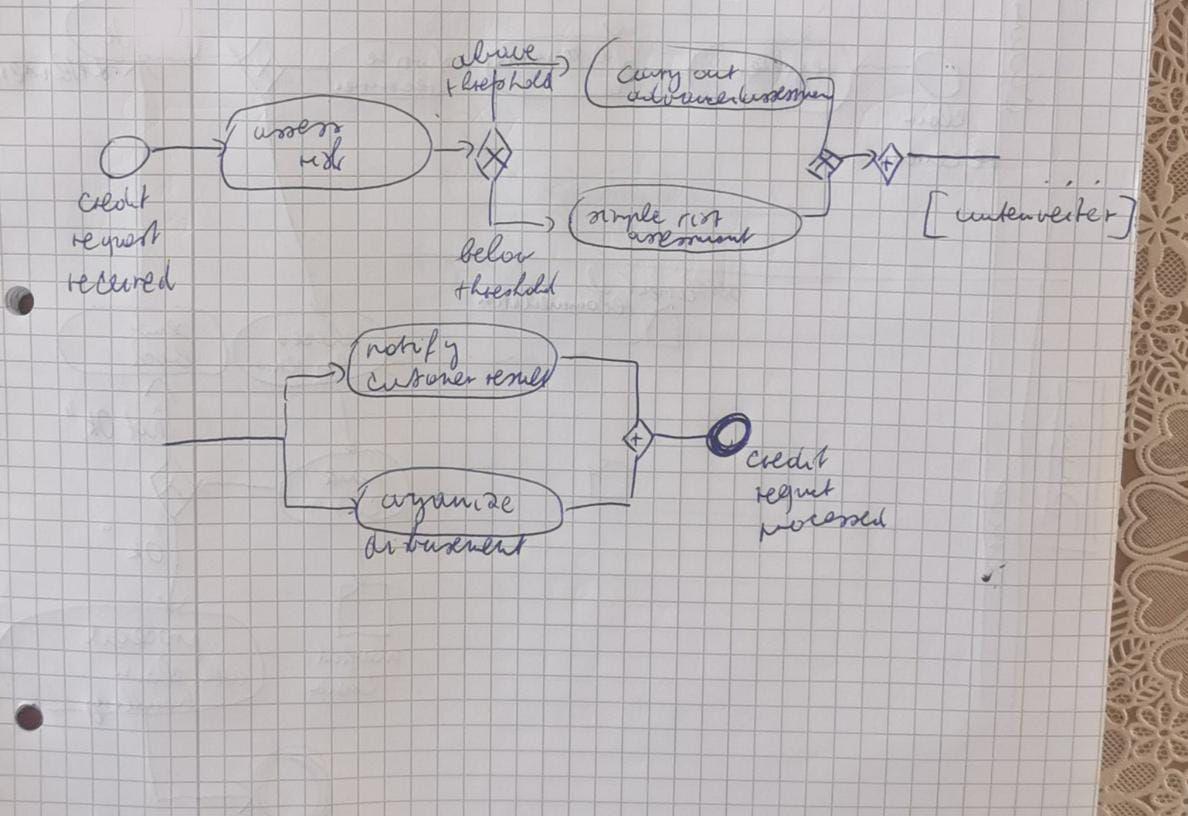 above
threshold
carry out
advanced assessment
assess
risk
credit
request
received
simple risk
assessment
below
threshold
notify
customer result
organize
disbursement
credit
request
processed